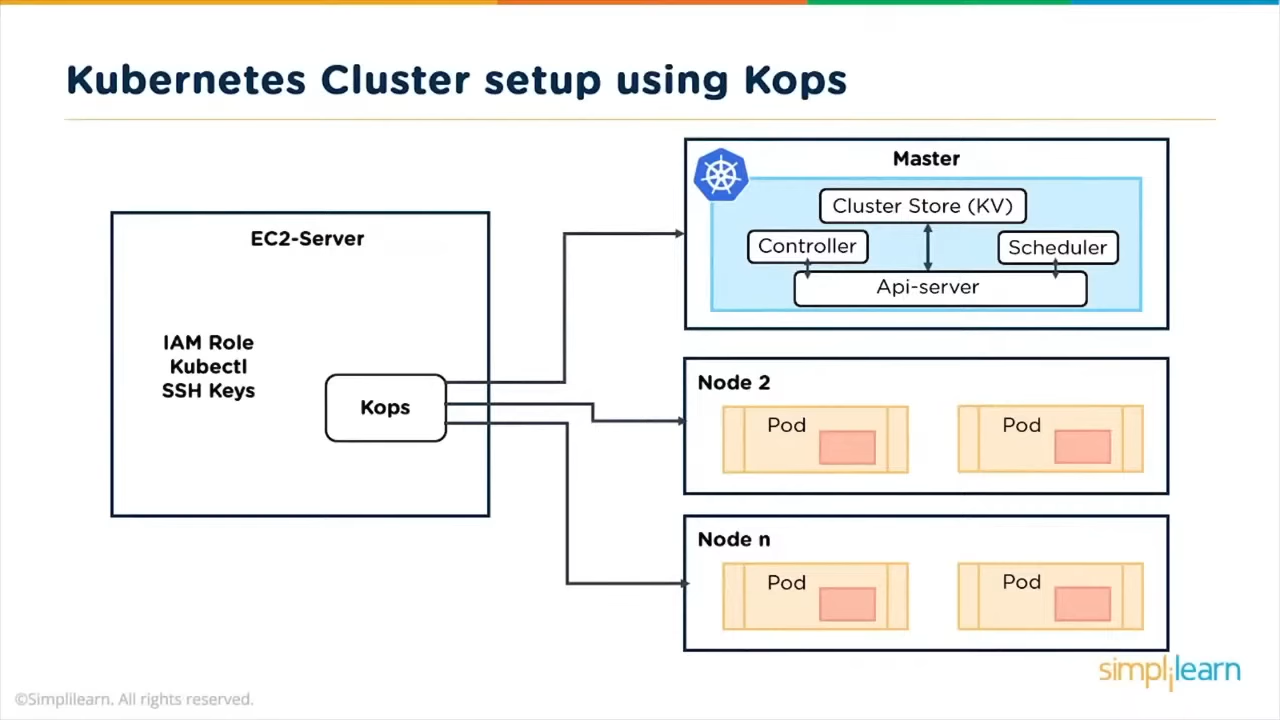 Kubernetes Cluster setup using Kops
EC2-Server
IAM Role
Kubectl
SSH Keys
Kops
Master
Cluster Store (KV)
Controller
Scheduler
Api-server
Node 2
Pod
Pod
Node n
Pod
Pod
simplilearn
©Simplilearn. All rights reserved.